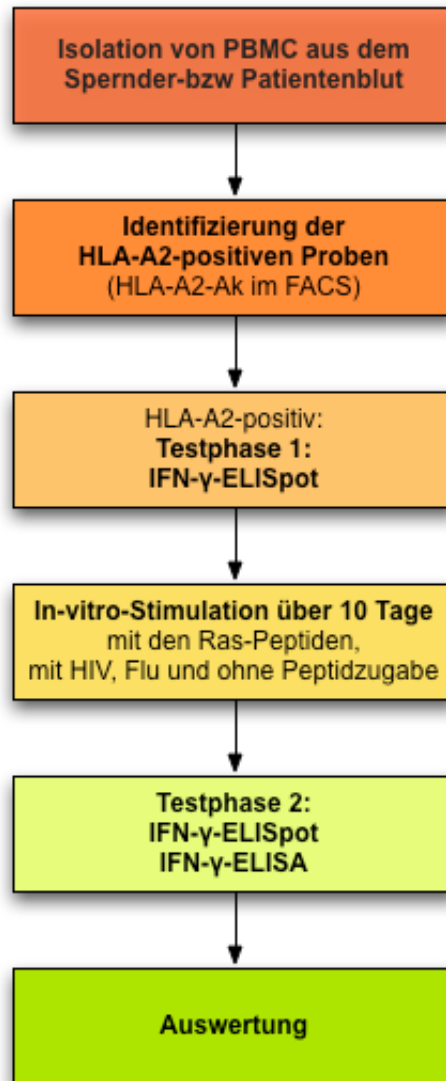 Isolation von PBMC aus dem
Spernder-bzw Patientenblut
Identifizierung der
HLA-A2-positiven Proben
(HLA-A2-Ak im FACS)
HLA-A2-positiv:
Testphase 1:
IFN-γ-ELISpot
In-vitro-Stimulation über 10 Tage
mit den Ras-Peptiden,
mit HIV, Flu und ohne Peptidzugabe
Testphase 2:
IFN-γ-ELISpot
IFN-γ-ELISA
Auswertung